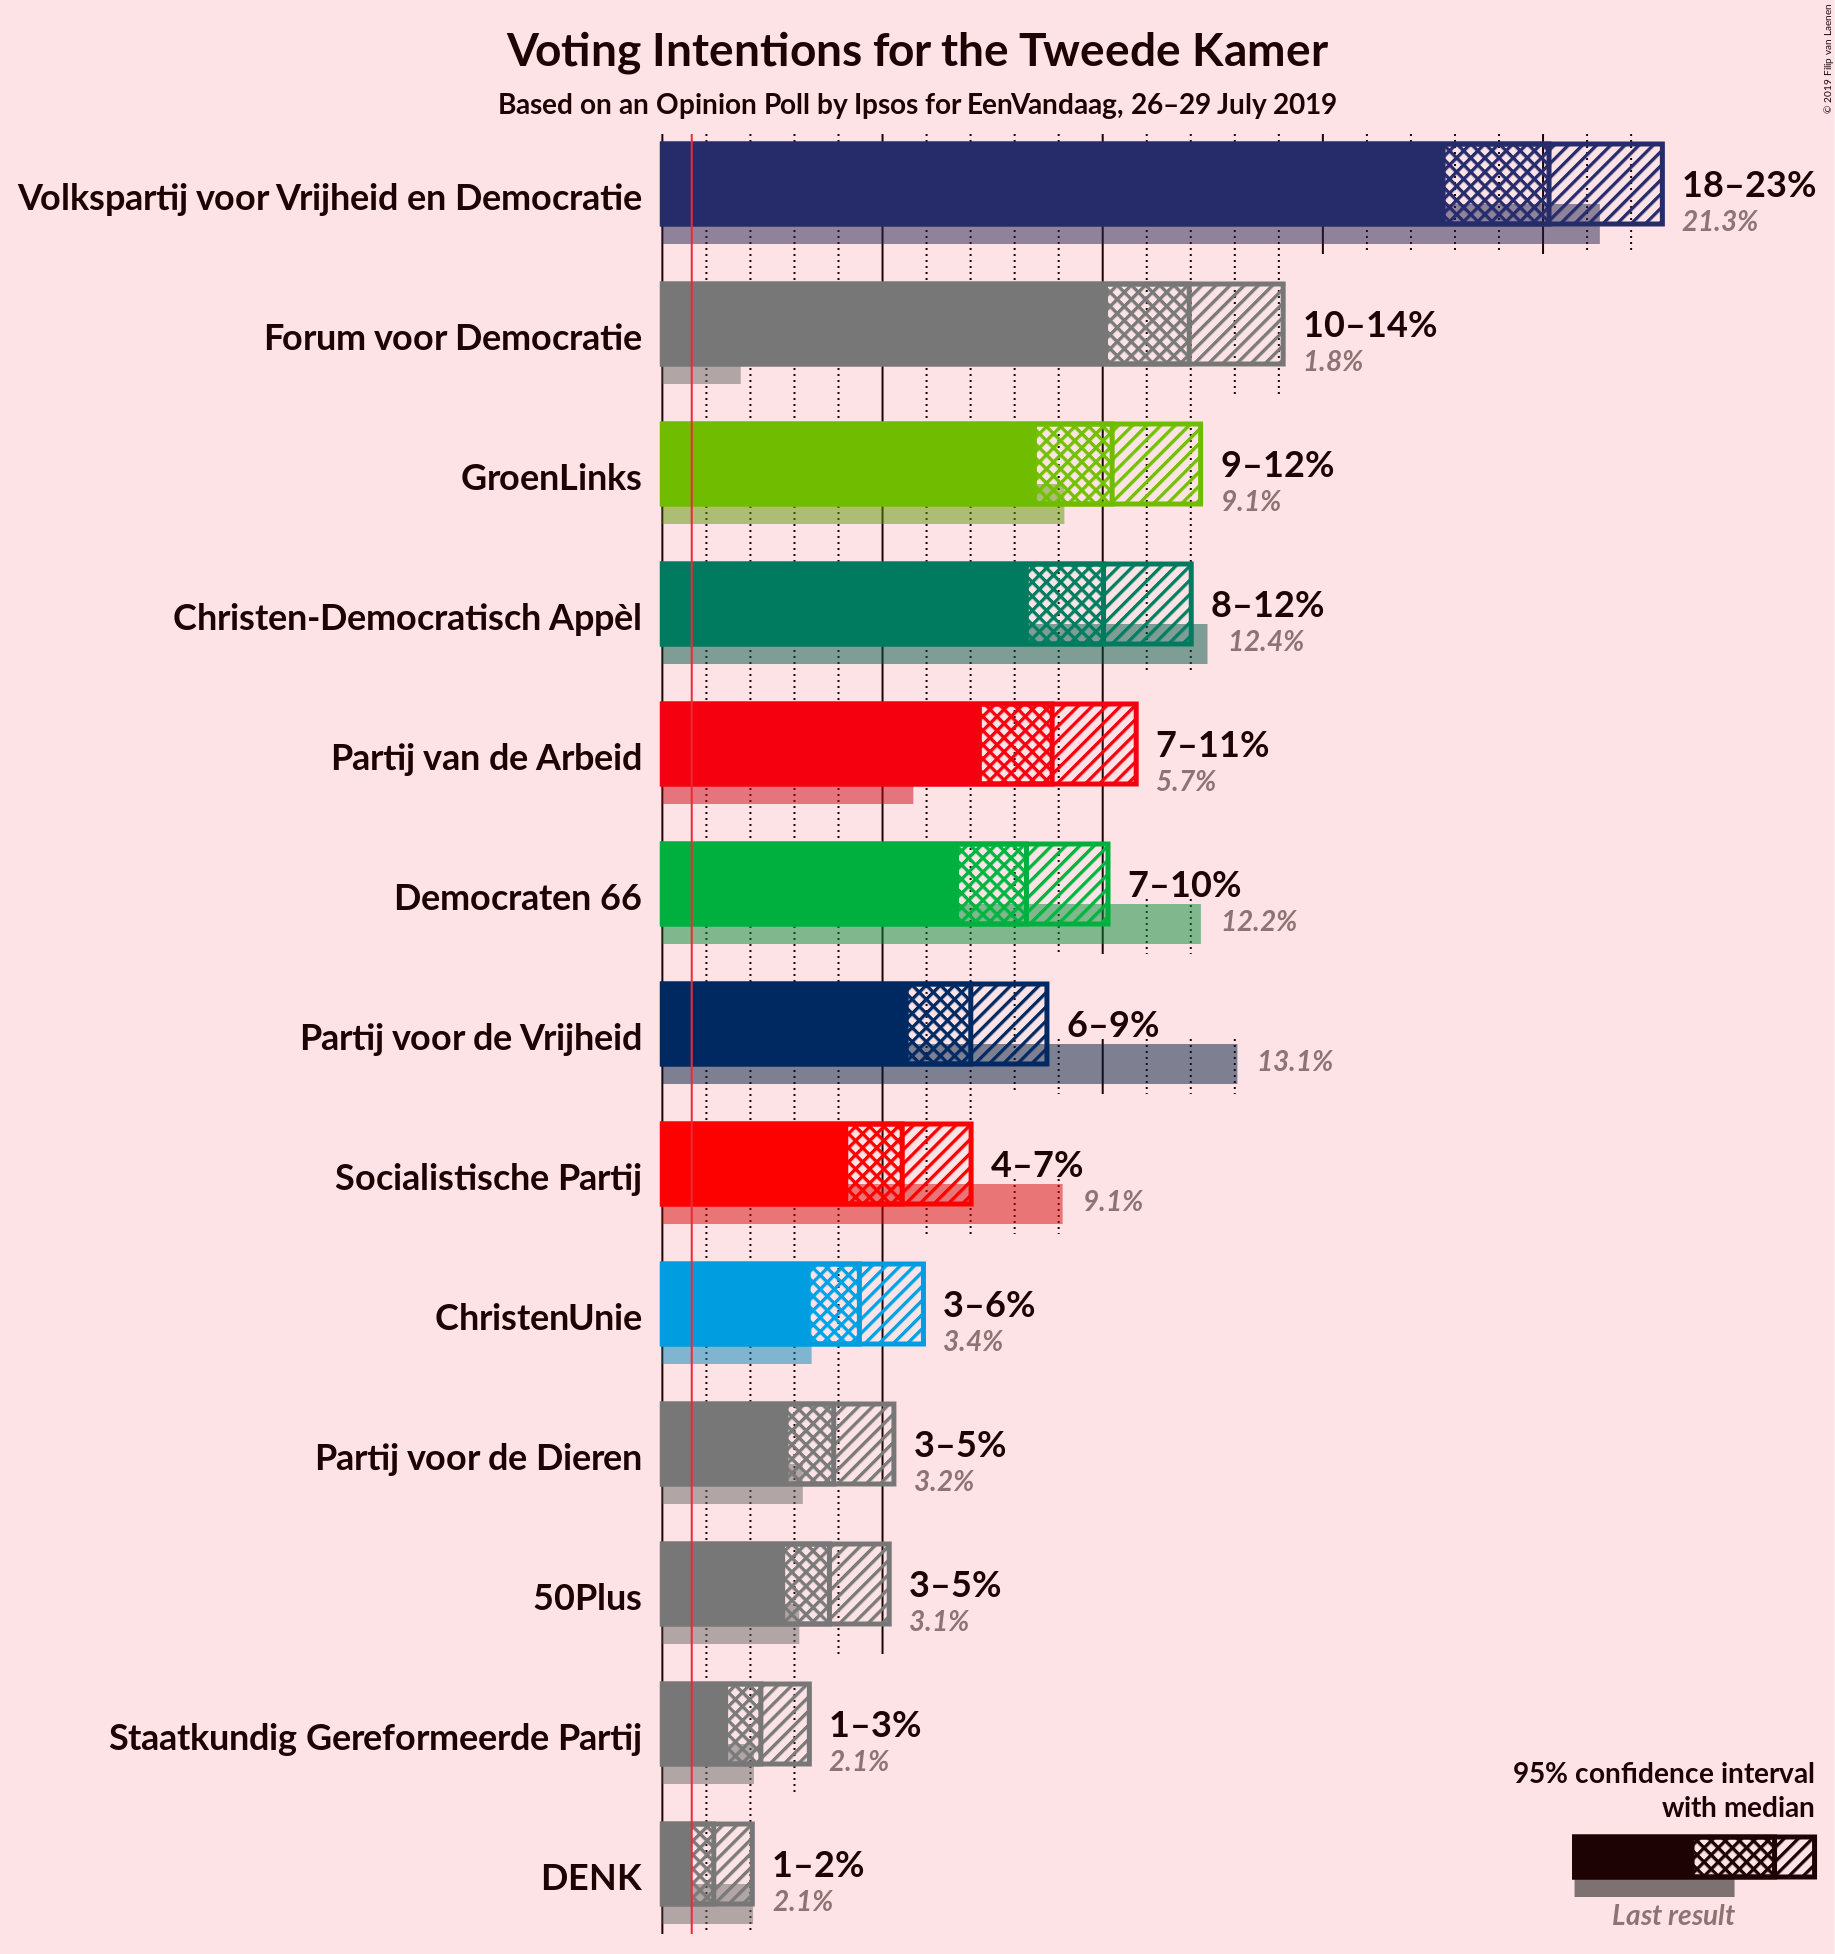 Voting Intentions for the Tweede Kamer
Based on an Opinion Poll by Ipsos for EenVandaag, 26–29 July 2019
© 2019 Filip van Laenen
Volkspartij voor Vrijheid en Democratie
18–23%
21.3%
Forum voor Democratie
10–14%
1.8%
GroenLinks
9–12%
9.1%
Christen-Democratisch Appèl
8–12%
12.4%
Partij van de Arbeid
7–11%
5.7%
Democraten 66
7–10%
12.2%
Partij voor de Vrijheid
6–9%
13.1%
Socialistische Partij
4–7%
9.1%
ChristenUnie
3–6%
3.4%
Partij voor de Dieren
3–5%
3.2%
50Plus
3–5%
3.1%
Staatkundig Gereformeerde Partij
1–3%
2.1%
DENK
1–2%
2.1%
95% confidence interval
with median
Last result